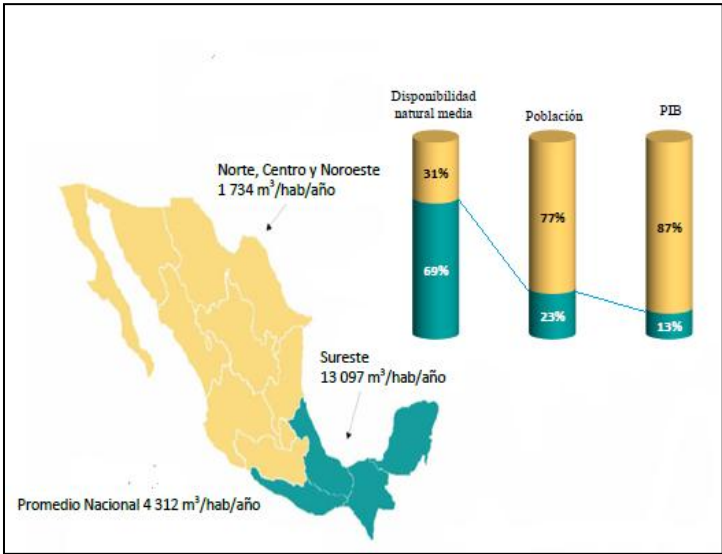 Disponibilidad
natural media
Población
PIB
31%
77%
87%
69%
23%
13%
Norte, Centro y Noroeste
1 734 m³/hab/año
Sureste
13 097 m³/hab/año
Promedio Nacional 4 312 m³/hab/año